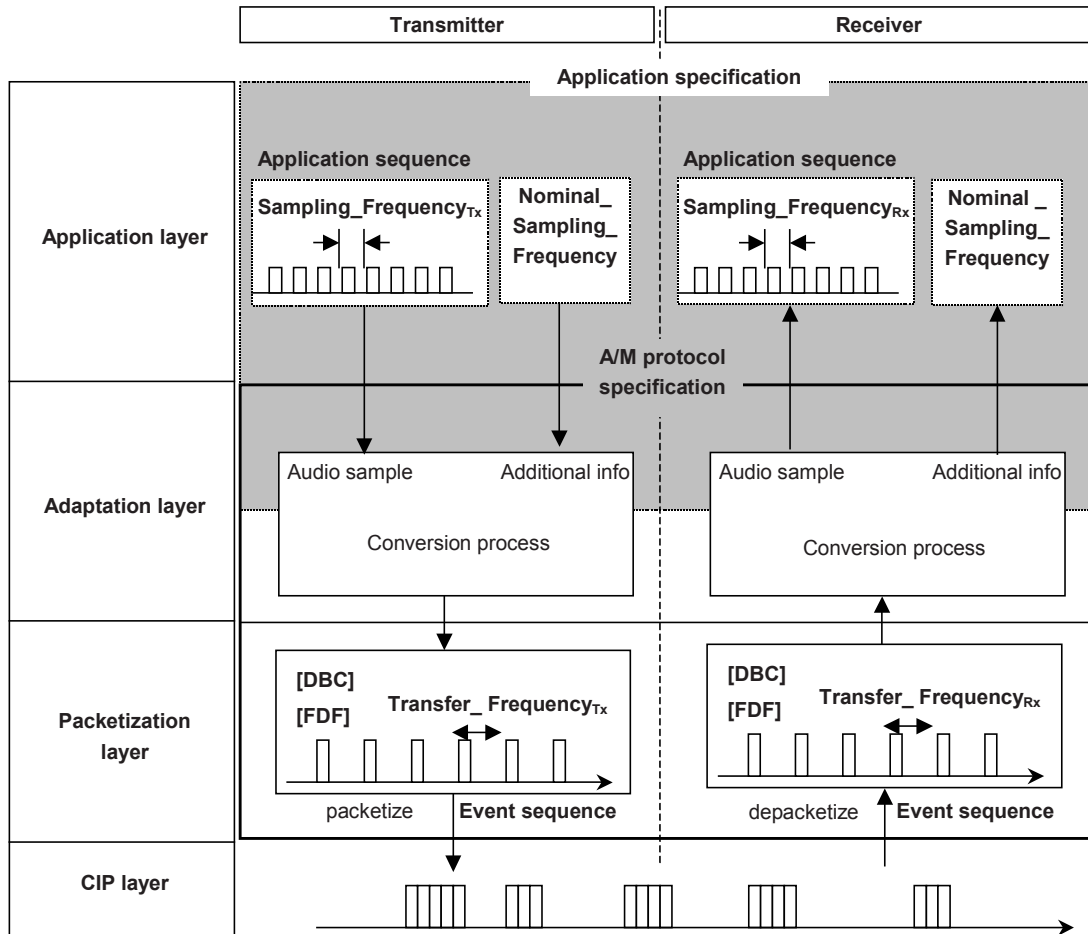 Transmitter
Receiver
Application specification
Application layer
Application sequence
Sampling_FrequencyTx
Nominal_
Sampling_
Frequency
Application sequence
Sampling_FrequencyRx
Nominal _
Sampling_
Frequency
A/M protocol
specification
Adaptation layer
Audio sample
Additional info
Conversion process
Audio sample
Additional info
Conversion process
Packetization
layer
[DBC]
[FDF]
Transfer_ FrequencyTx
packetize
Event sequence
[DBC]
[FDF]
Transfer_ FrequencyRx
depacketize
Event sequence
CIP layer